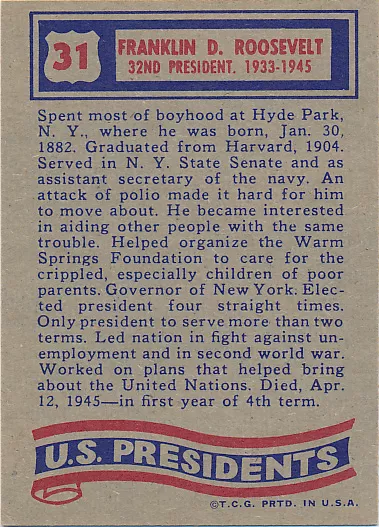 31
FRANKLIN D. ROOSEVELT
32ND PRESIDENT. 1933-1945
Spent most of boyhood at Hyde Park,
N. Y., where he was born, Jan. 30,
1882. Graduated from Harvard, 1904.
Served in N. Y. State Senate and as
assistant secretary of the navy. An
attack of polio made it hard for him
to move about. He became interested
in aiding other people with the same
trouble. Helped organize the Warm
Springs Foundation to care for the
crippled, especially children of poor
parents. Governor of New York. Elec-
ted president four straight times.
Only president to serve more than two
terms. Led nation in fight against un-
employment and in second world war.
Worked on plans that helped bring
about the United Nations. Died, Apr.
12, 1945—in first year of 4th term.
U.S. PRESIDENTS
©T.C.G. PRTD. IN U.S.A.